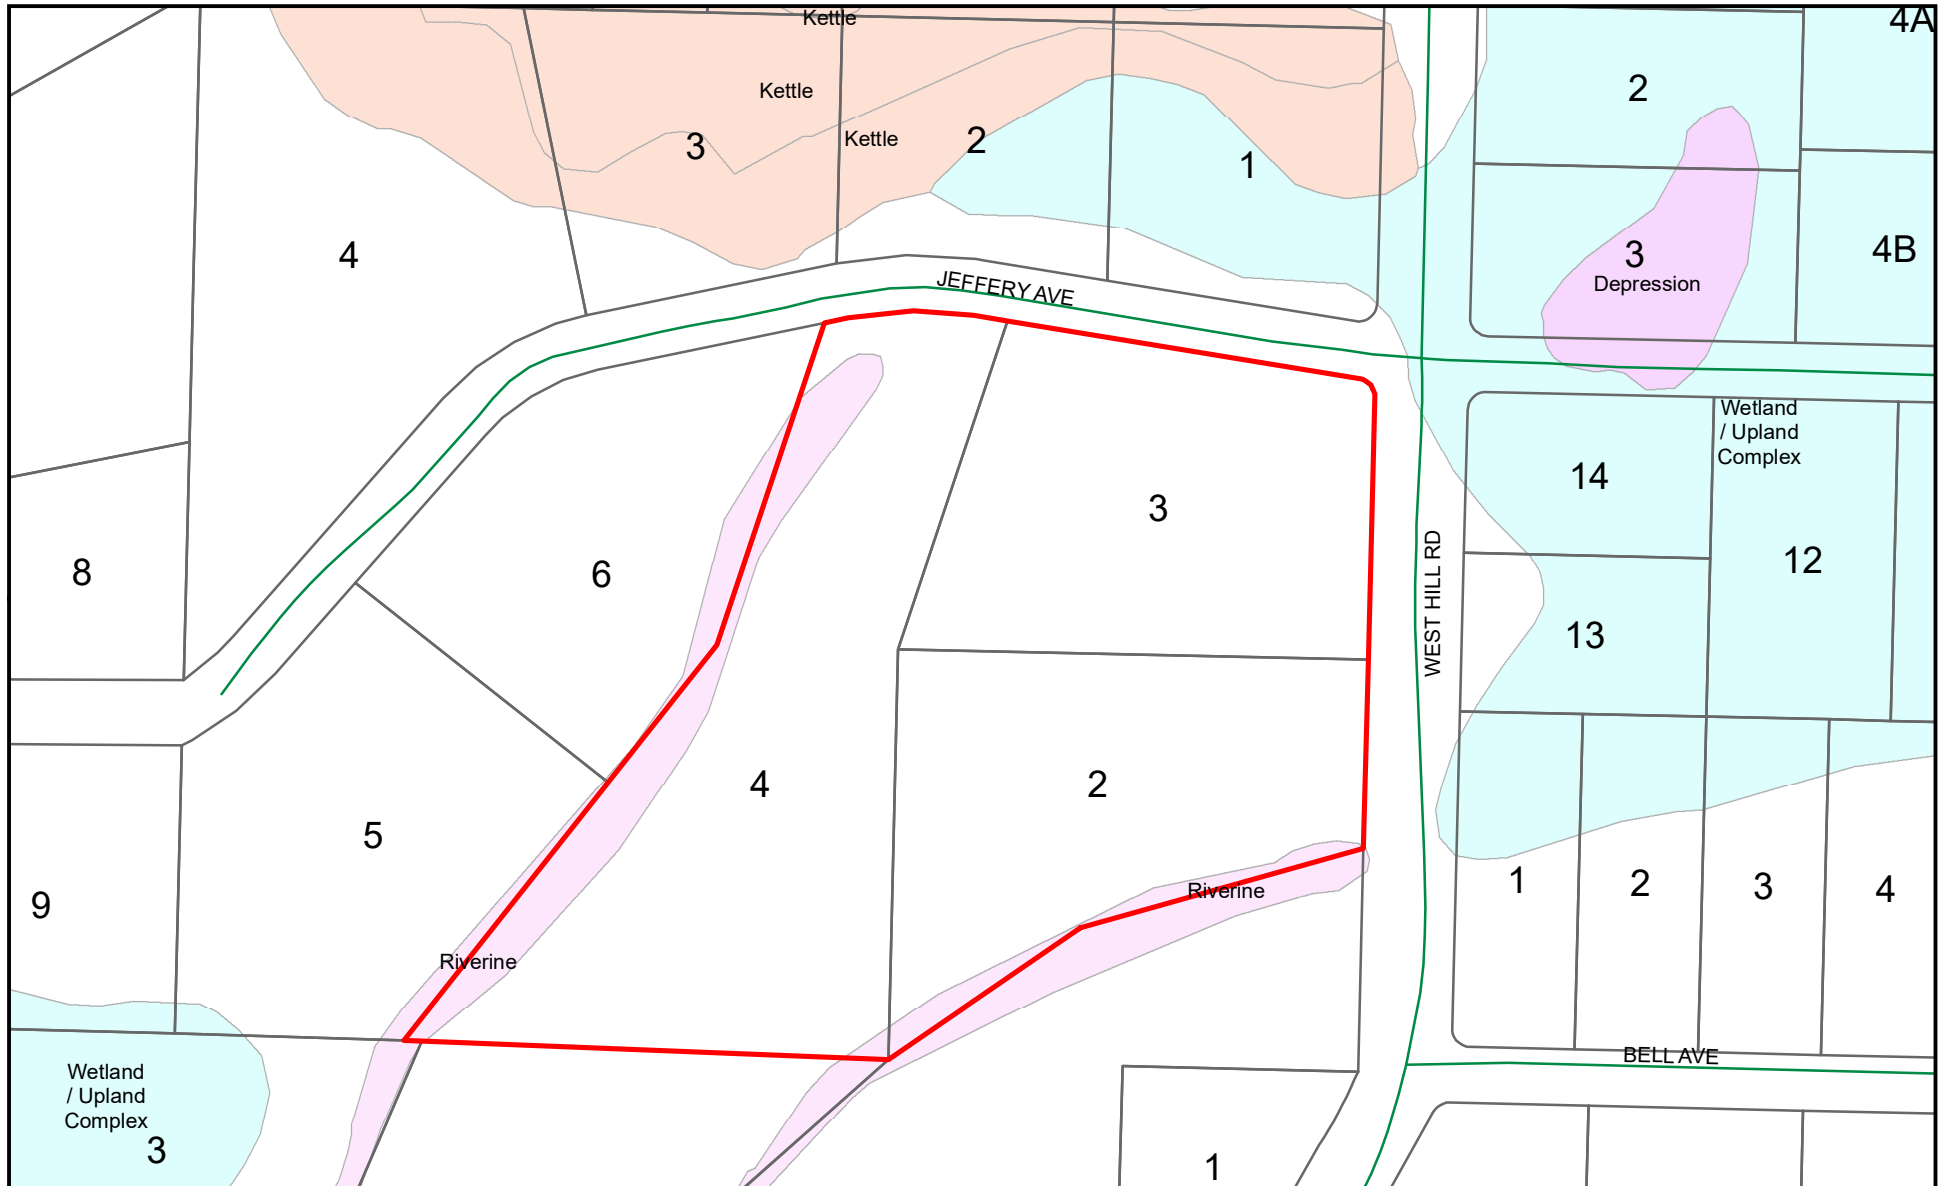 Kettle
4A
Kettle
2
Kettle
2
3
1
4
3
4B
Depression
JEFFERY AVE
Wetland
/ Upland
Complex
14
3
12
8
6
WEST HILL RD
13
4
2
5
1
2
3
4
9
Riverine
Riverine
BELL AVE
Wetland
/ Upland
Complex
3
1